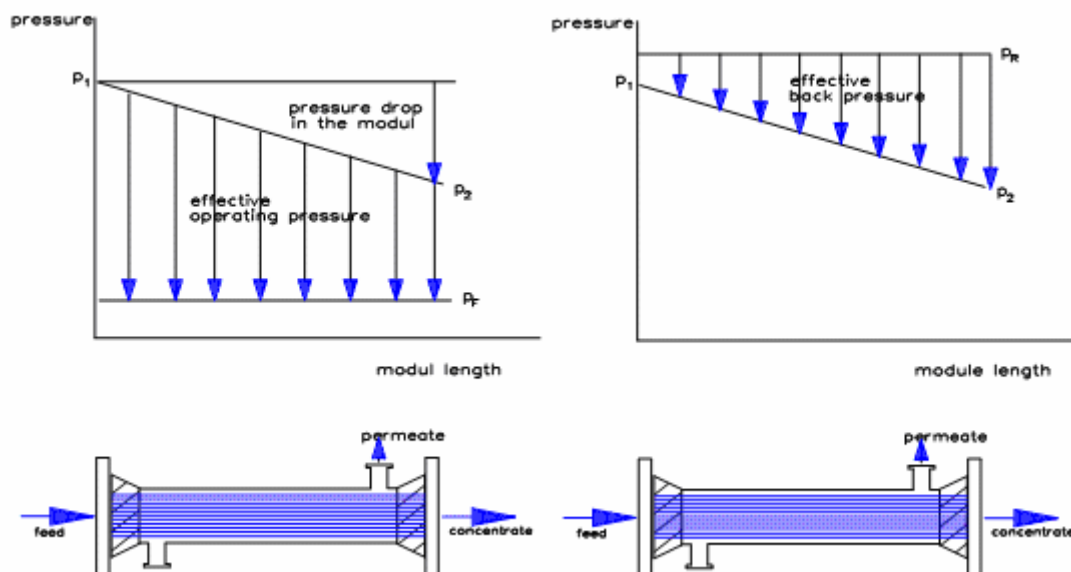 pressure
P1
pressure drop
in the modul
effective
operating pressure
P2
PF
modul length
permeate
feed
concentrate
pressure
P1
PR
effective
back pressure
P2
module length
permeate
feed
concentrate